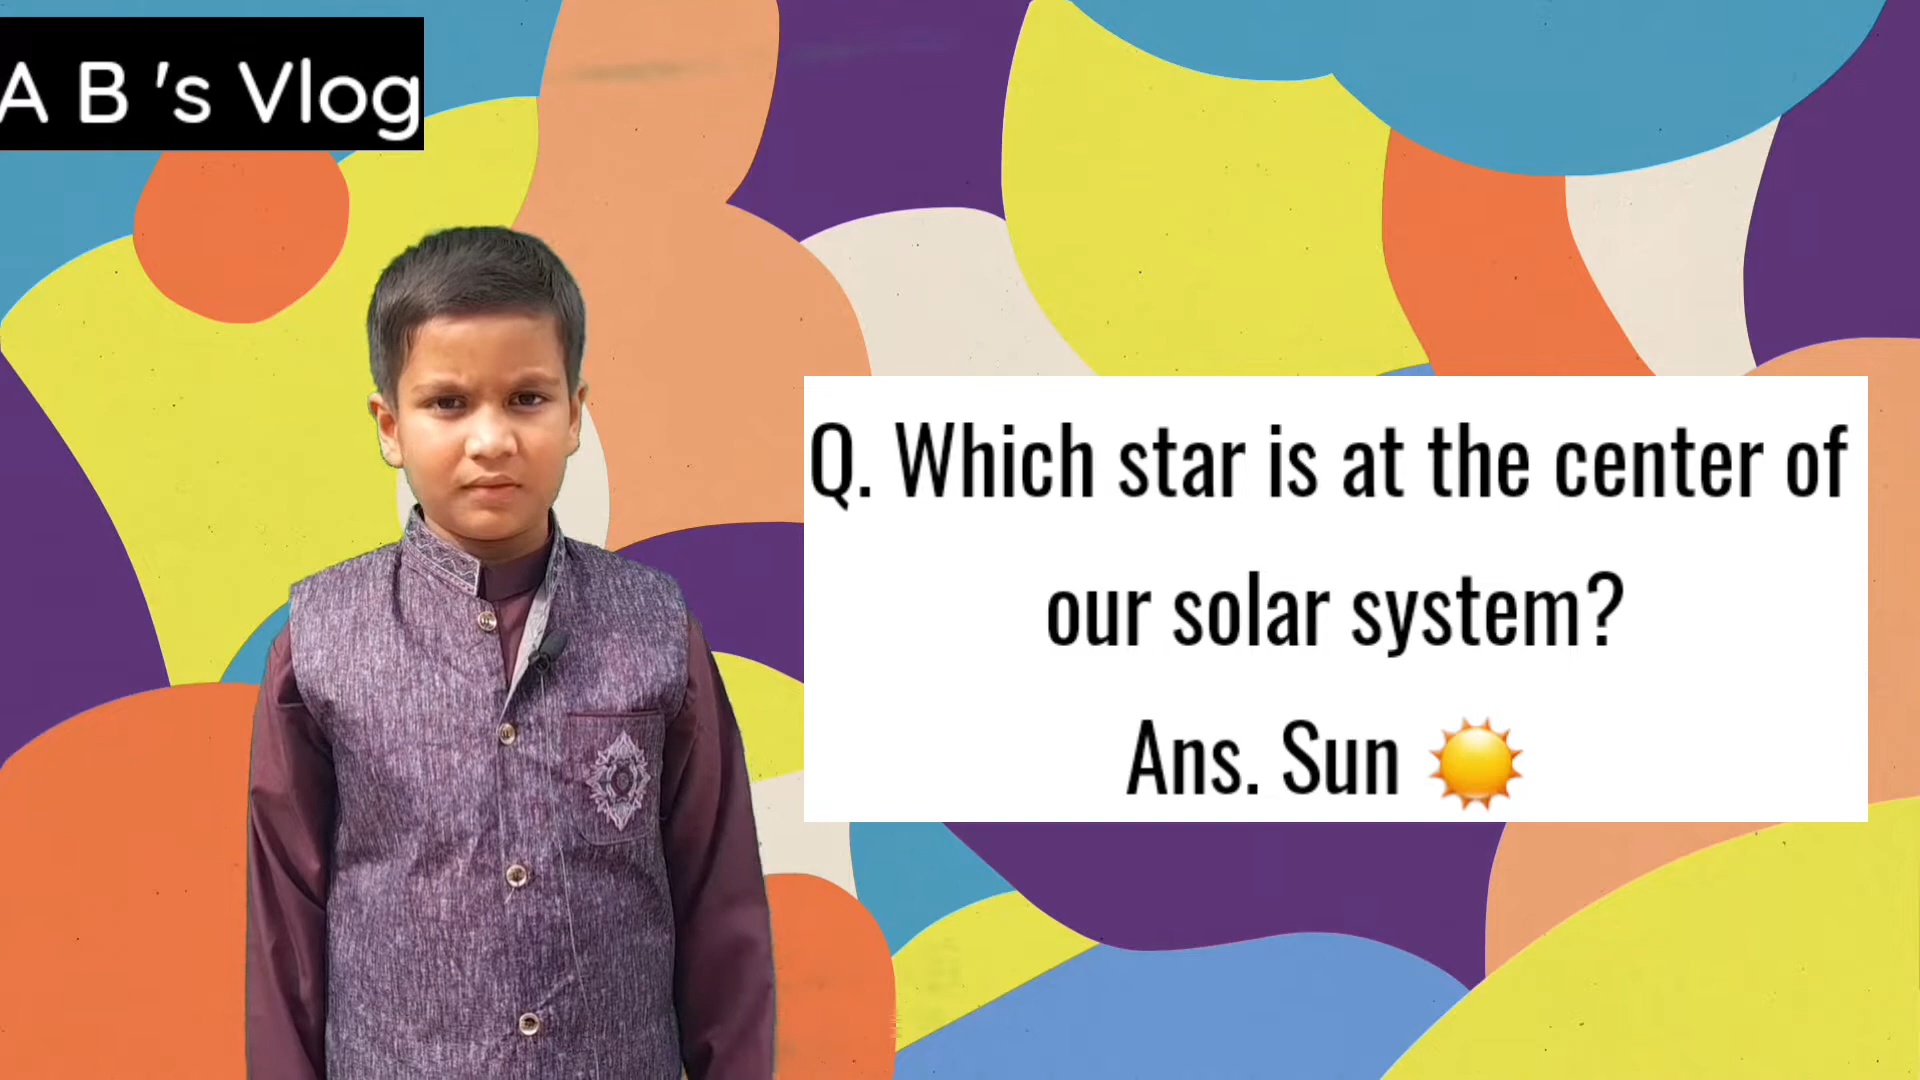 A B 's Vlog
Q. Which star is at the center of
our solar system?
Ans. Sun ☀️